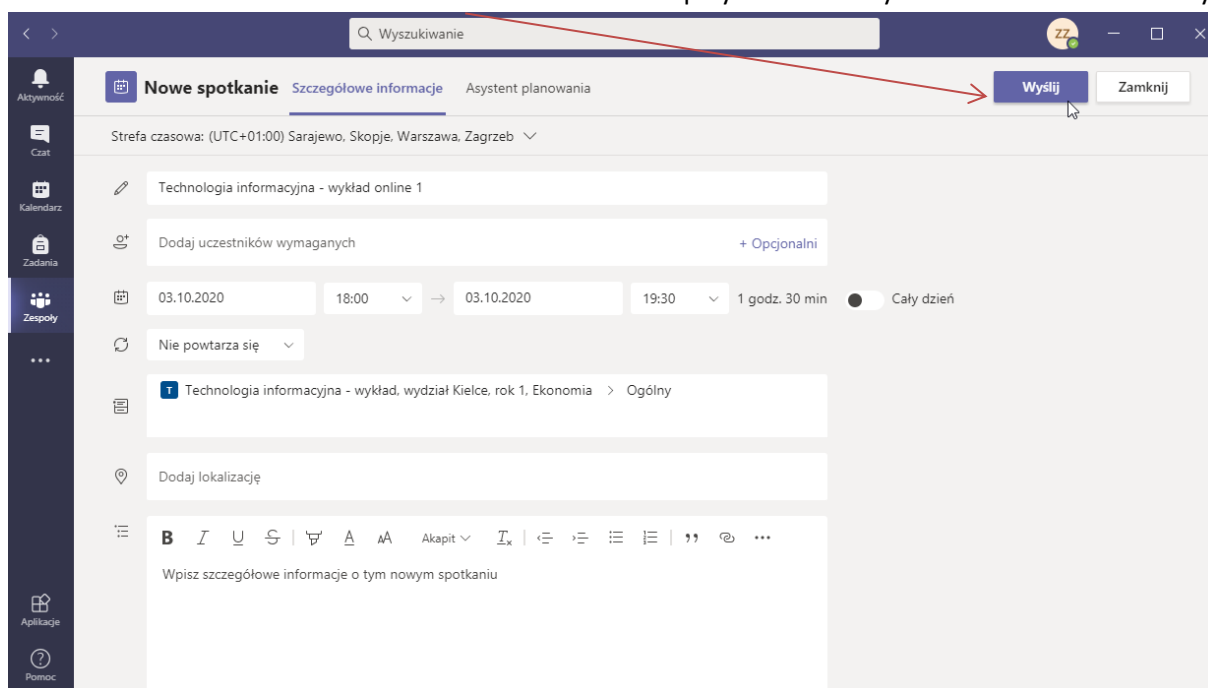 Wyszukiwanie
ZZ
Aktywność
Nowe spotkanie Szczegółowe informacje Asystent planowania Wyślij Zamknij
Strefa czasowa: (UTC+01:00) Sarajewo, Skopje, Warszawa, Zagrzeb
Czat
Technologia informacyjna - wykład online 1
Kalendarz
Dodaj uczestników wymaganych + Opcjonalni
Zadania
03.10.2020 18:00 → 03.10.2020 19:30 1 godz. 30 min Cały dzień
Zespoły
Nie powtarza się
T Technologia informacyjna - wykład, wydział Kielce, rok 1, Ekonomia > Ogólny
Dodaj lokalizację
B I U S A AA Akapit Tx
Wpisz szczegółowe informacje o tym nowym spotkaniu
Aplikacje
Pomoc